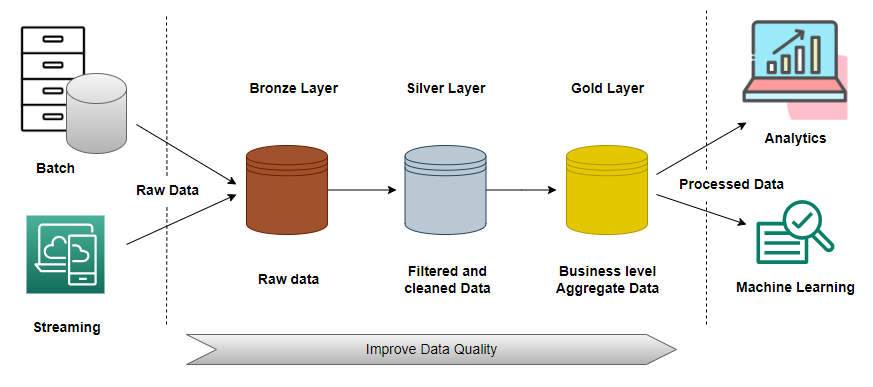 Bronze Layer
Silver Layer
Gold Layer
Analytics
Batch
Raw Data
Processed Data
Raw data
Filtered and
cleaned Data
Business level
Aggregate Data
Machine Learning
Streaming
Improve Data Quality